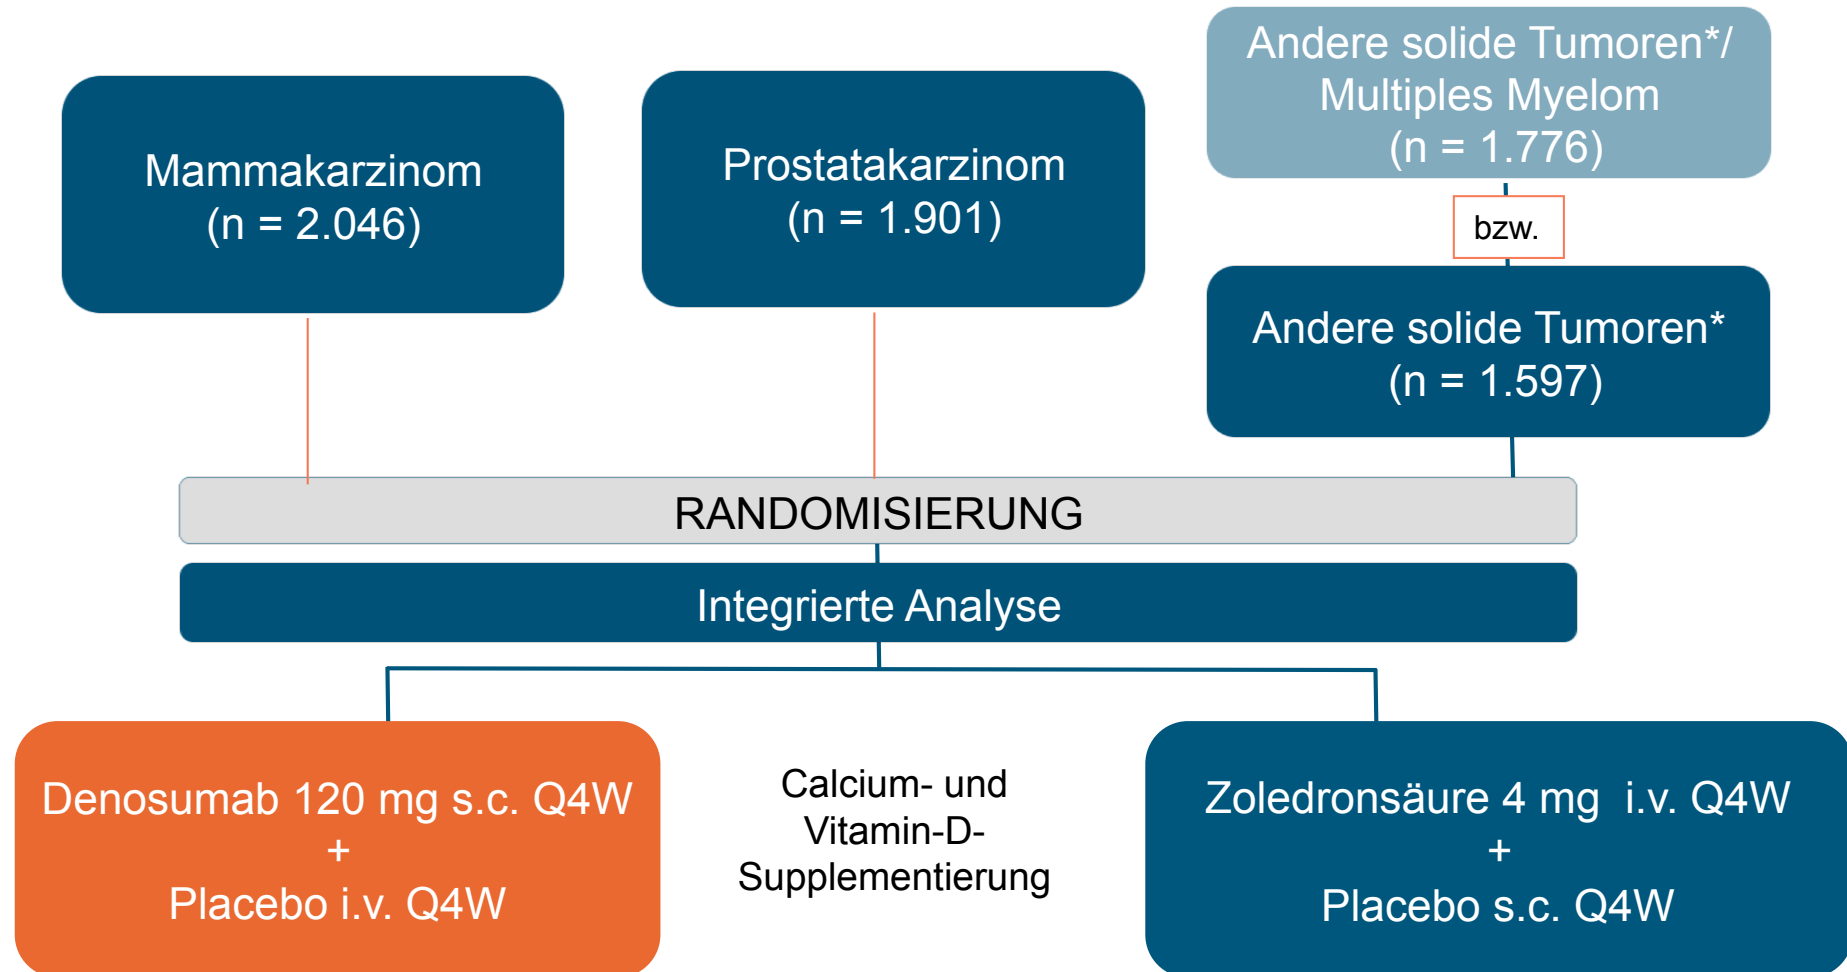 Mammakarzinom
(n = 2.046)
Prostatakarzinom
(n = 1.901)
Andere solide Tumoren*/
Multiples Myelom
(n = 1.776)
bzw.
Andere solide Tumoren*
(n = 1.597)
RANDOMISIERUNG
Integrierte Analyse
Denosumab 120 mg s.c. Q4W
+
Placebo i.v. Q4W
Calcium- und
Vitamin-D-
Supplementierung
Zoledronsäure 4 mg i.v. Q4W
+
Placebo s.c. Q4W